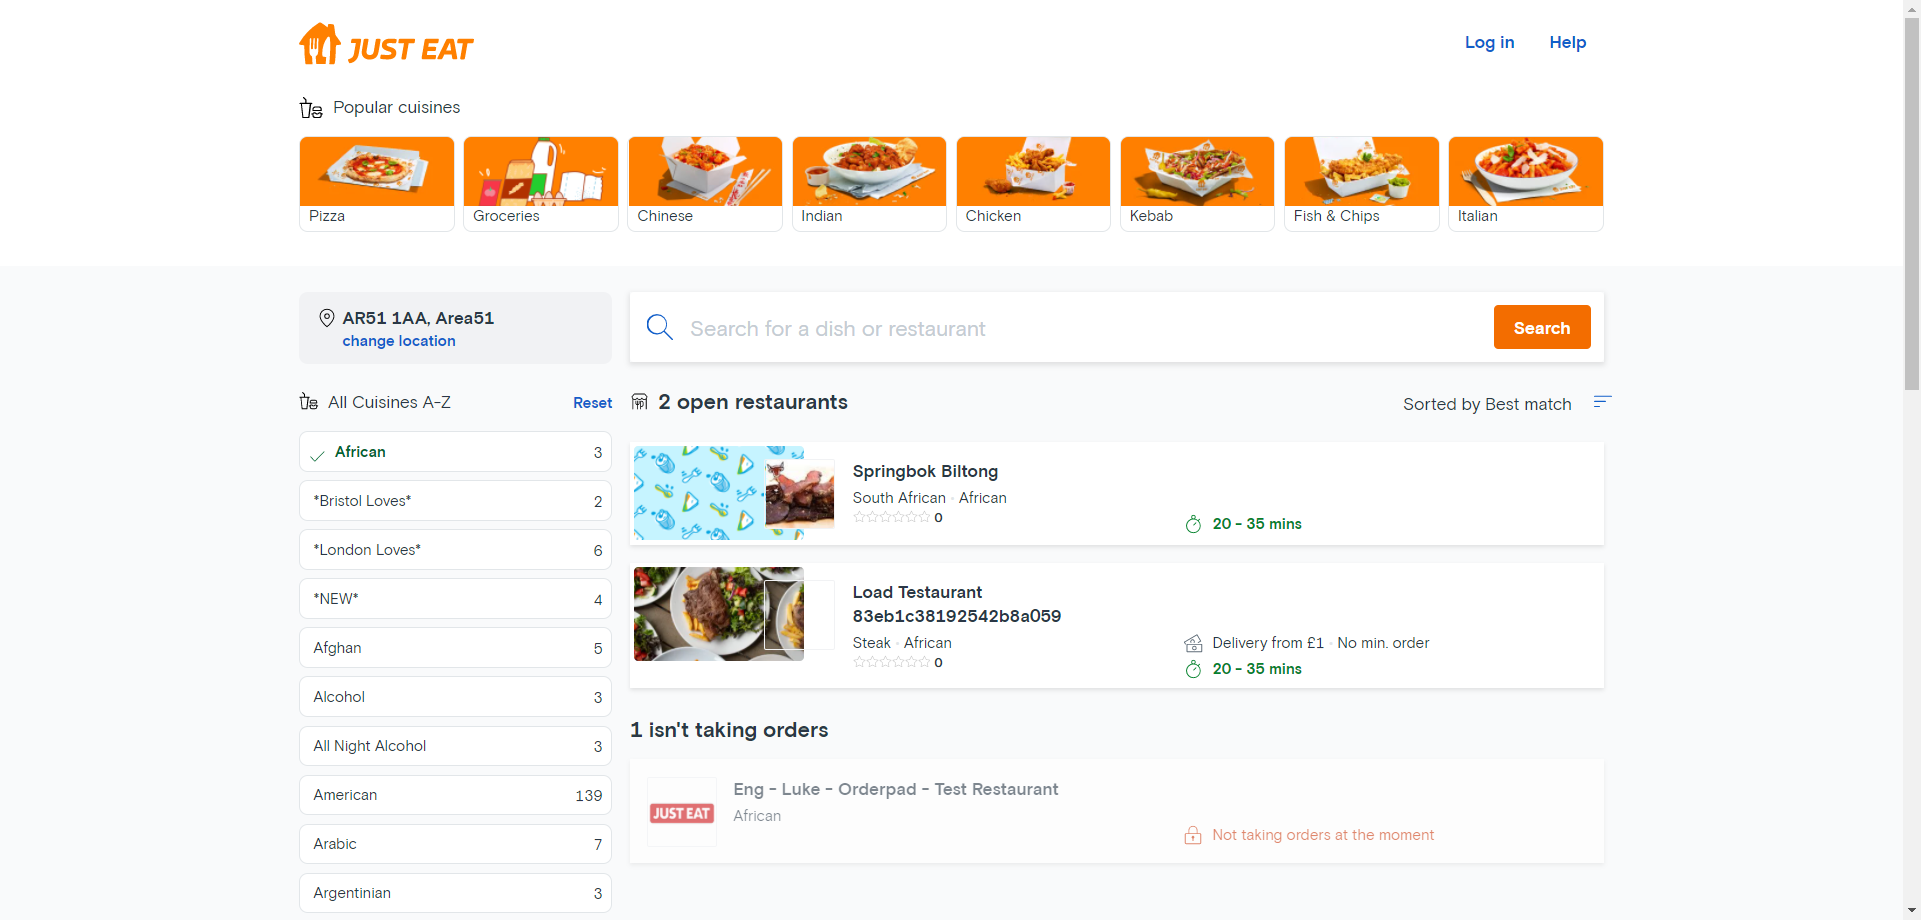 JUST EAT
Log in
Help
Popular cuisines
Pizza
Groceries
Chinese
Indian
Chicken
Kebab
Fish & Chips
Italian
AR51 1AA, Area51
change location
Search for a dish or restaurant
Search
All Cuisines A-Z
Reset
African 3
*Bristol Loves* 2
*London Loves* 6
*NEW* 4
Afghan 5
Alcohol 3
All Night Alcohol 3
American 139
Arabic 7
Argentinian 3
2 open restaurants
Sorted by Best match
Springbok Biltong
South African · African
0
20 - 35 mins
Load Testaurant
83eb1c38192542b8a059
Steak · African
0
Delivery from £1 · No min. order
20 - 35 mins
1 isn't taking orders
JUST EAT
Eng - Luke - Orderpad - Test Restaurant
African
Not taking orders at the moment